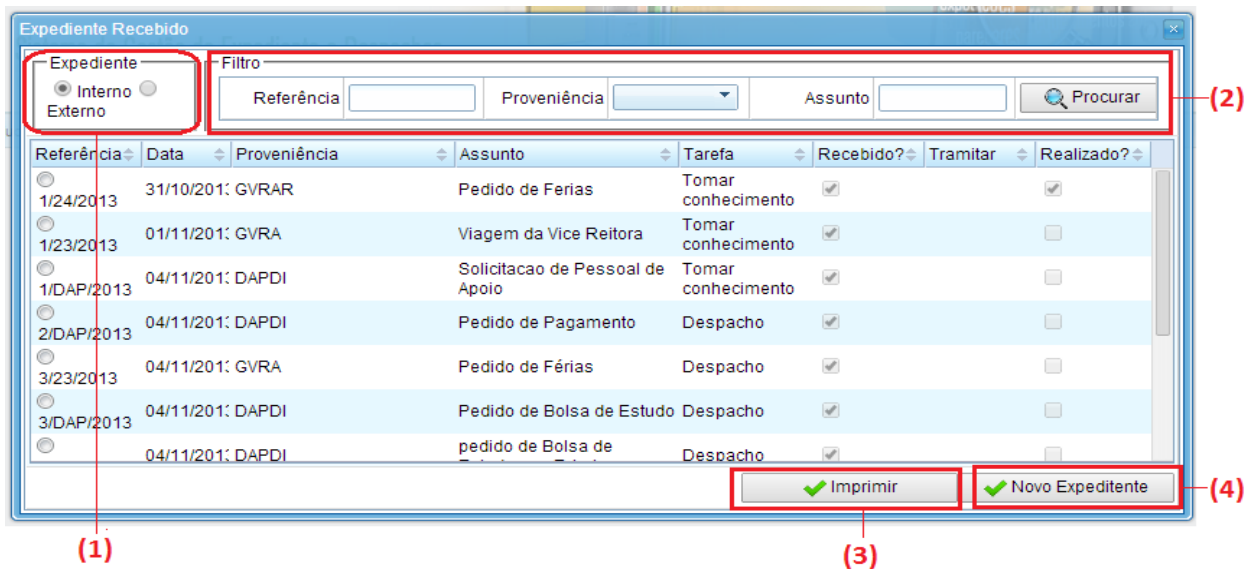 Expediente Recebido
Expediente
Interno
Externo
Filtro
Referência
Proveniência
Assunto
Procurar
(2)
Referência Data Proveniência Assunto Tarefa Recebido? Tramitar Realizado?
1/24/2013 31/10/201 GVRAR Pedido de Ferias Tomar conhecimento
1/23/2013 01/11/201 GVRA Viagem da Vice Reitora Tomar conhecimento
1/DAP/2013 04/11/201 DAPDI Solicitacao de Pessoal de Apoio Tomar conhecimento
2/DAP/2013 04/11/201 DAPDI Pedido de Pagamento Despacho
3/23/2013 04/11/201 GVRA Pedido de Férias Despacho
3/DAP/2013 04/11/201 DAPDI Pedido de Bolsa de Estudo Despacho
04/11/201 DAPDI pedido de Bolsa de Despacho
Imprimir
Novo Expeditente
(4)
(1)
(3)